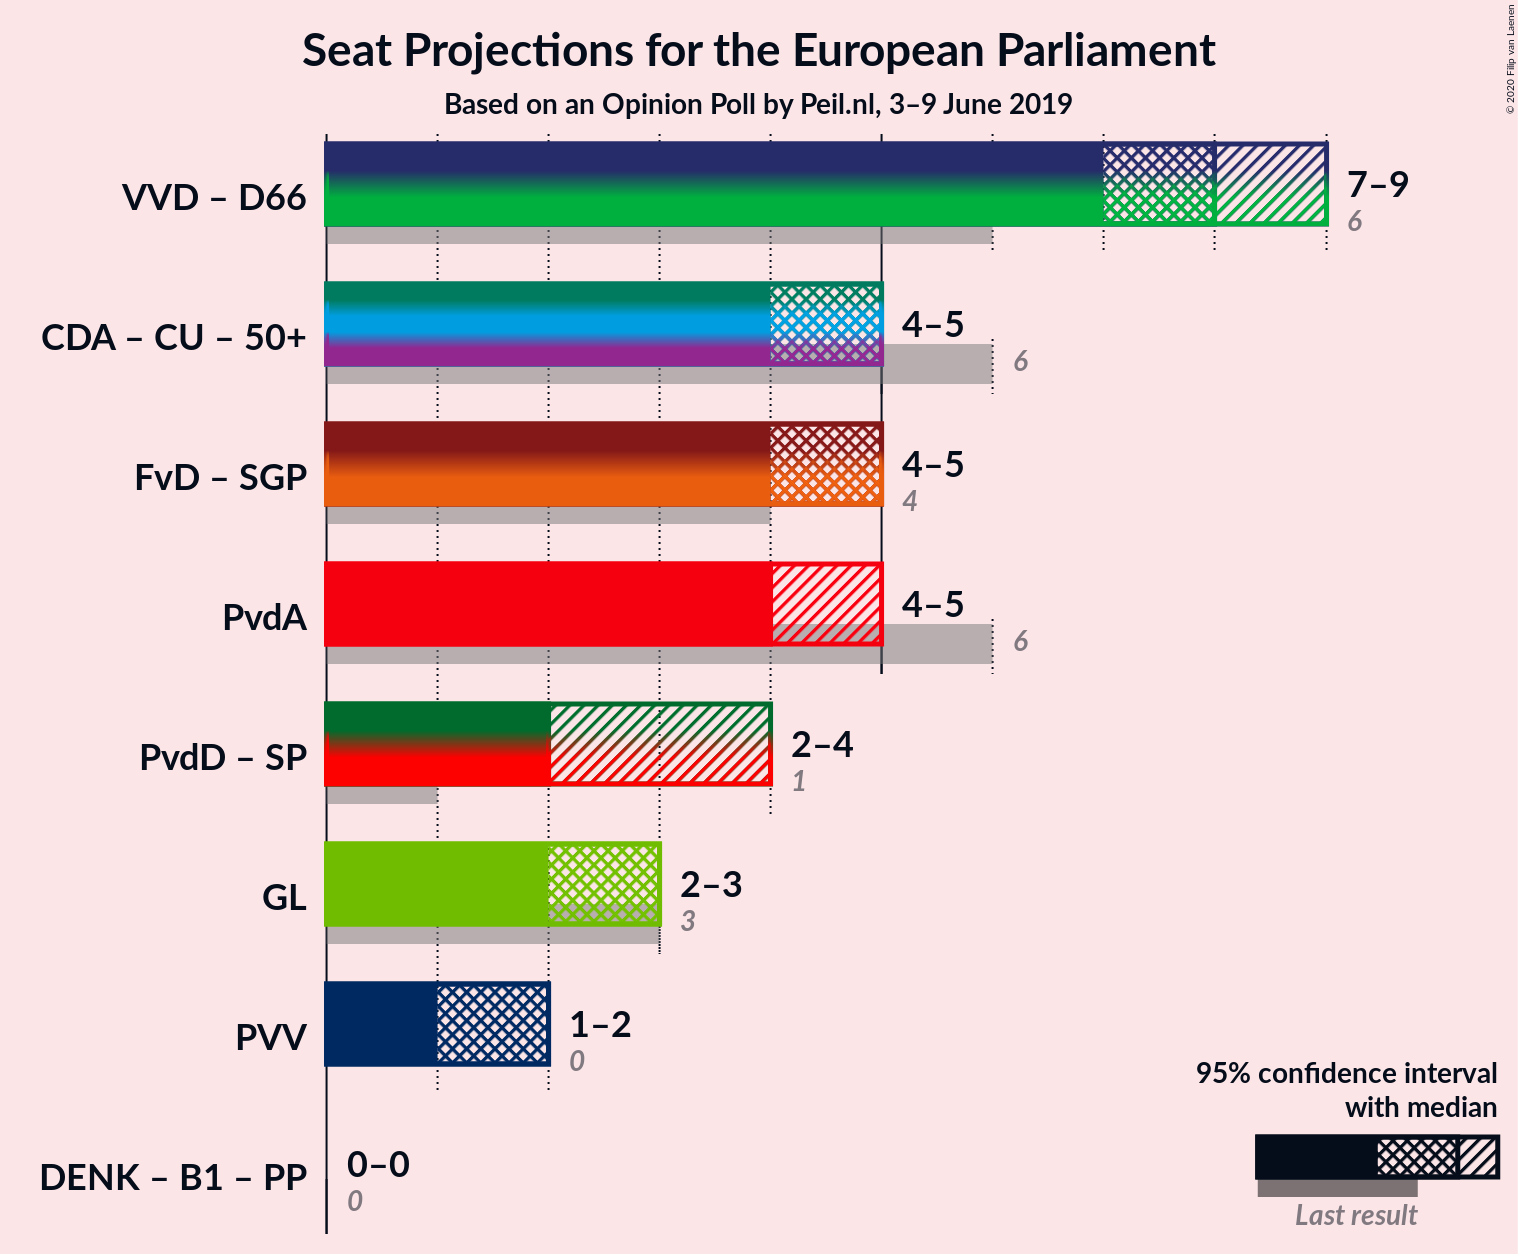 Seat Projections for the European Parliament
Based on an Opinion Poll by Peil.nl, 3–9 June 2019
© 2020 Filip van Laenen
VVD – D66
7–9
6
CDA – CU – 50+
4–5
6
FvD – SGP
4–5
4
PvdA
4–5
6
PvdD – SP
2–4
1
GL
2–3
3
PVV
1–2
0
DENK – B1 – PP
0–0
0
95% confidence interval
with median
Last result